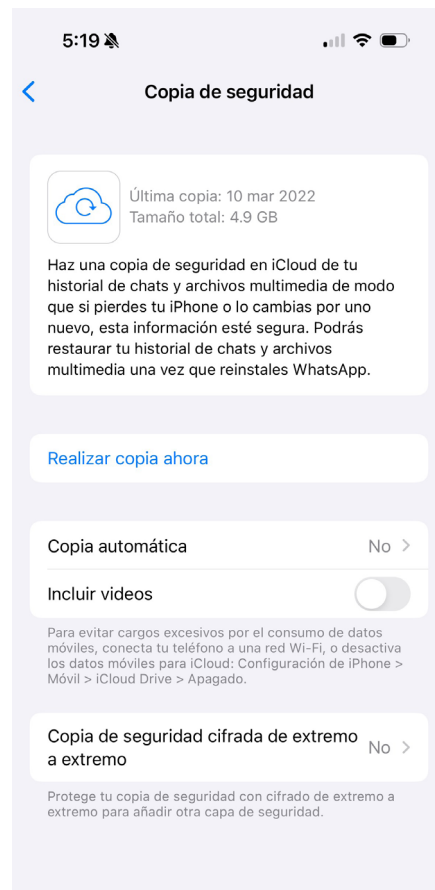 5:19
Copia de seguridad
Última copia: 10 mar 2022
Tamaño total: 4.9 GB
Haz una copia de seguridad en iCloud de tu
historial de chats y archivos multimedia de modo
que si pierdes tu iPhone o lo cambias por uno
nuevo, esta información esté segura. Podrás
restaurar tu historial de chats y archivos
multimedia una vez que reinstales WhatsApp.
Realizar copia ahora
Copia automática No
Incluir videos
Para evitar cargos excesivos por el consumo de datos
móviles, conecta tu teléfono a una red Wi-Fi, o desactiva
los datos móviles para iCloud: Configuración de iPhone >
Móvil > iCloud Drive > Apagado.
Copia de seguridad cifrada de extremo
a extremo No
Protege tu copia de seguridad con cifrado de extremo a
extremo para añadir otra capa de seguridad.